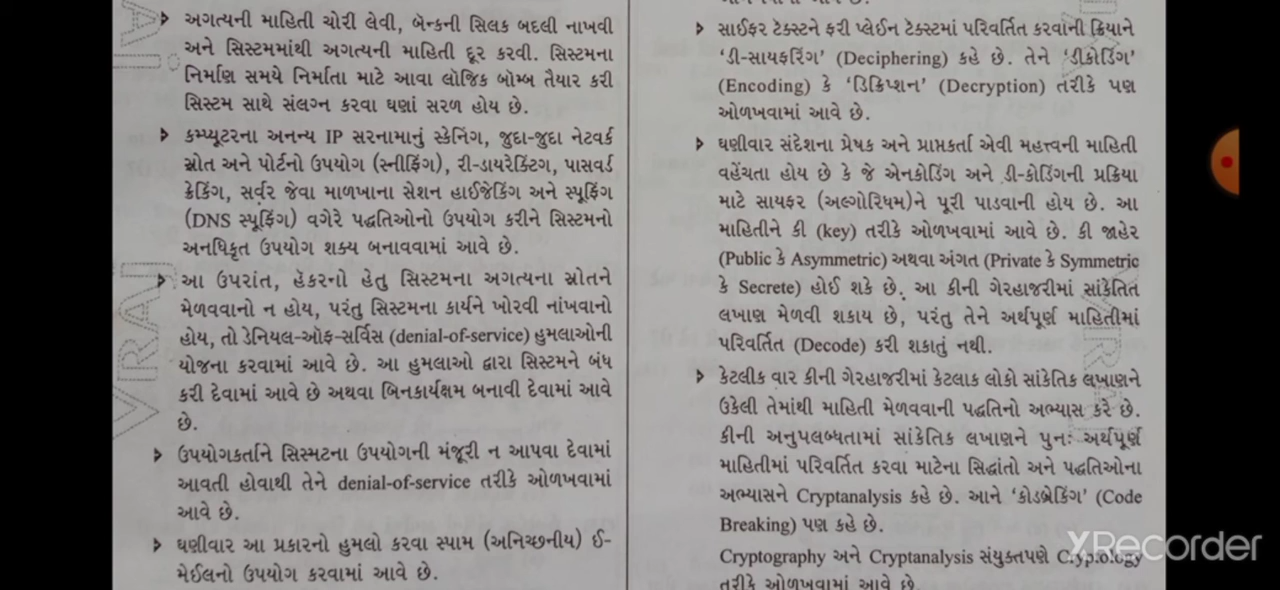 ➤ અગત્યની માહિતી ચોરી લેવી, બૅન્કની સિલક બદલી નાખવી
અને સિસ્ટમમાંથી અગત્યની માહિતી દૂર કરવી. સિસ્ટમના
નિર્માણ સમયે નિર્માતા માટે આવા લૉજિક બૉમ્બ તૈયાર કરી
સિસ્ટમ સાથે સંલગ્ન કરવા ઘણાં સરળ હોય છે.
➤ કમ્પ્યૂટરના અનન્ય IP સરનામાનું સ્કેનિંગ, જુદા-જુદા નેટવર્ક
સ્રોત અને પૉર્ટનો ઉપયોગ (સ્નીફિંગ), રી-ડાયરેક્ટિંગ, પાસવર્ડ
ક્રેકિંગ, સર્વર જેવા માળખાના સેશન હાઈજેકિંગ અને સ્પૂફિંગ
(DNS સ્પૂફિંગ) વગેરે પદ્ધતિઓનો ઉપયોગ કરીને સિસ્ટમનો
અનધિકૃત ઉપયોગ શક્ય બનાવવામાં આવે છે.
➤ આ ઉપરાંત, હૅકરનો હેતુ સિસ્ટમના અગત્યના સ્રોતને
મેળવવાનો ન હોય, પરંતુ સિસ્ટમના કાર્યને ખોરવી નાંખવાનો
હોય, તો ડેનિયલ-ઑફ-સર્વિસ (denial-of-service) હુમલાઓની
યોજના કરવામાં આવે છે. આ હુમલાઓ દ્વારા સિસ્ટમને બંધ
કરી દેવામાં આવે છે અથવા બિનકાર્યક્ષમ બનાવી દેવામાં આવે
છે.
➤ ઉપયોગકર્તાને સિસ્મટના ઉપયોગની મંજૂરી ન આપવા દેવામાં
આવતી હોવાથી તેને denial-of-service તરીકે ઓળખવામાં
આવે છે.
➤ ઘણીવાર આ પ્રકારનો હુમલો કરવા સ્પામ (અનિચ્છનીય) ઈ-
મેઈલનો ઉપયોગ કરવામાં આવે છે.
➤ સાઈફર ટેક્સ્ટને ફરી પ્લેઈન ટેક્સ્ટમાં પરિવર્તિત કરવાની ક્રિયાને
‘ડી-સાયફરિંગ’ (Deciphering) કહે છે. તેને ‘ડીકોડિંગ’
(Encoding) કે ‘ડિક્રિપ્શન’ (Decryption) તરીકે પણ
ઓળખવામાં આવે છે.
➤ ઘણીવાર સંદેશના પ્રેષક અને પ્રાપ્તકર્તા એવી મહત્ત્વની માહિતી
વહેંચતા હોય છે કે જે એનકોડિંગ અને ડી-કોડિંગની પ્રક્રિયા
માટે સાયફર (અલ્ગોરિધમ)ને પૂરી પાડવાની હોય છે. આ
માહિતીને કી (key) તરીકે ઓળખવામાં આવે છે. કી જાહેર
(Public કે Asymmetric) અથવા અંગત (Private કે Symmetric
કે Secrete) હોઈ શકે છે. આ કીની ગેરહાજરીમાં સાંકેતિત
લખાણ મેળવી શકાય છે, પરંતુ તેને અર્થપૂર્ણ માહિતીમાં
પરિવર્તિત (Decode) કરી શકાતું નથી.
➤ કેટલીક વાર કીની ગેરહાજરીમાં કેટલાક લોકો સાંકેતિક લખાણને
ઉકેલી તેમાંથી માહિતી મેળવવાની પદ્ધતિનો અભ્યાસ કરે છે.
કીની અનુપલબ્ધતામાં સાંકેતિક લખાણને પુનઃ અર્થપૂર્ણ
માહિતીમાં પરિવર્તિત કરવા માટેના સિદ્ધાંતો અને પદ્ધતિઓના
અભ્યાસને Cryptanalysis કહે છે. આને ‘કોડબ્રેકિંગ’ (Code
Breaking) પણ કહે છે.
Cryptography અને Cryptanalysis સંયુક્તપણે Cryptology
તરીકે ઓળખવામાં આવે છે.
VIRAJ
XRecorder